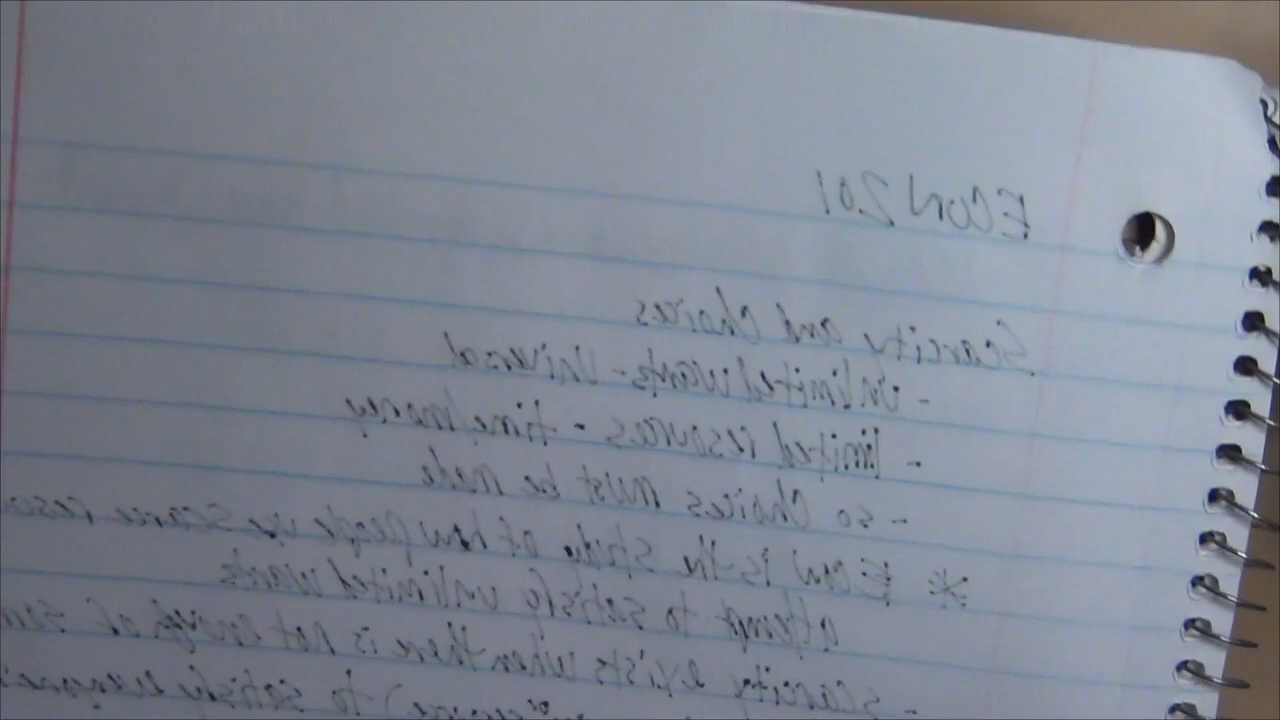 ECON 201
Scarcity and Choices
- Unlimited wants - Universal
- limited resources - time/money
- so Choices must be made
* Econ is the study of how people use scarce
attempt to satisfy unlimited wants
- Scarcity exists when there is not enough of
to satisfy